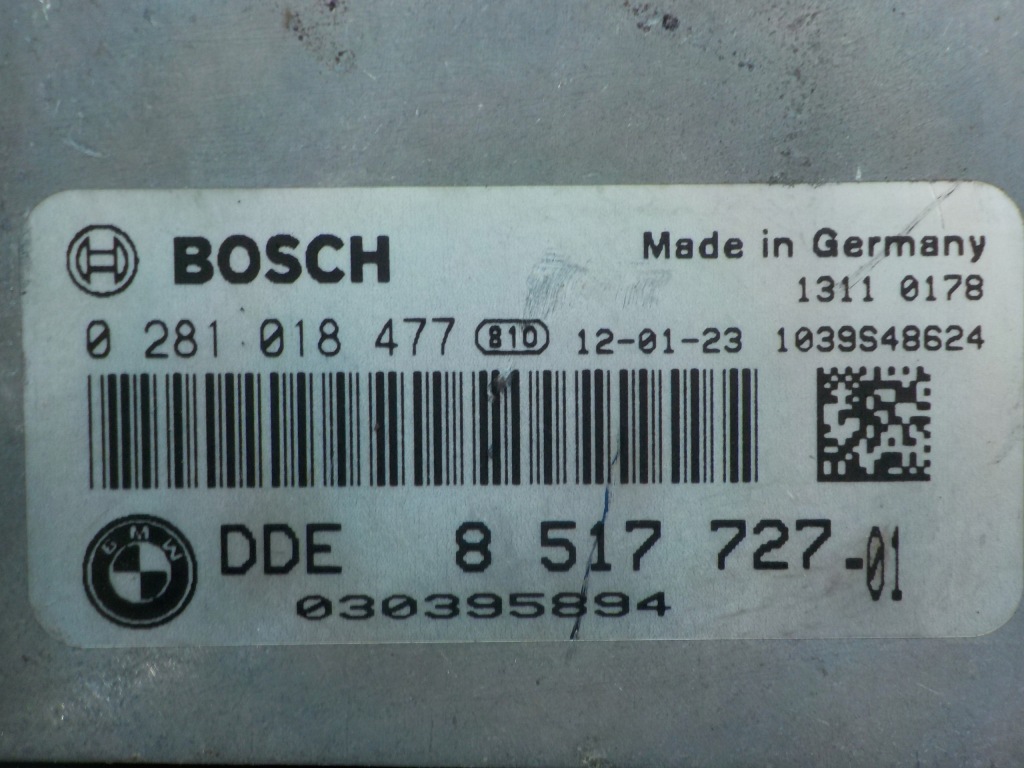 BOSCH
Made in Germany
1311 0178
0 281 018 477 810 12-01-23 1039S48624
BMW
DDE 8 517 727-01
030395894